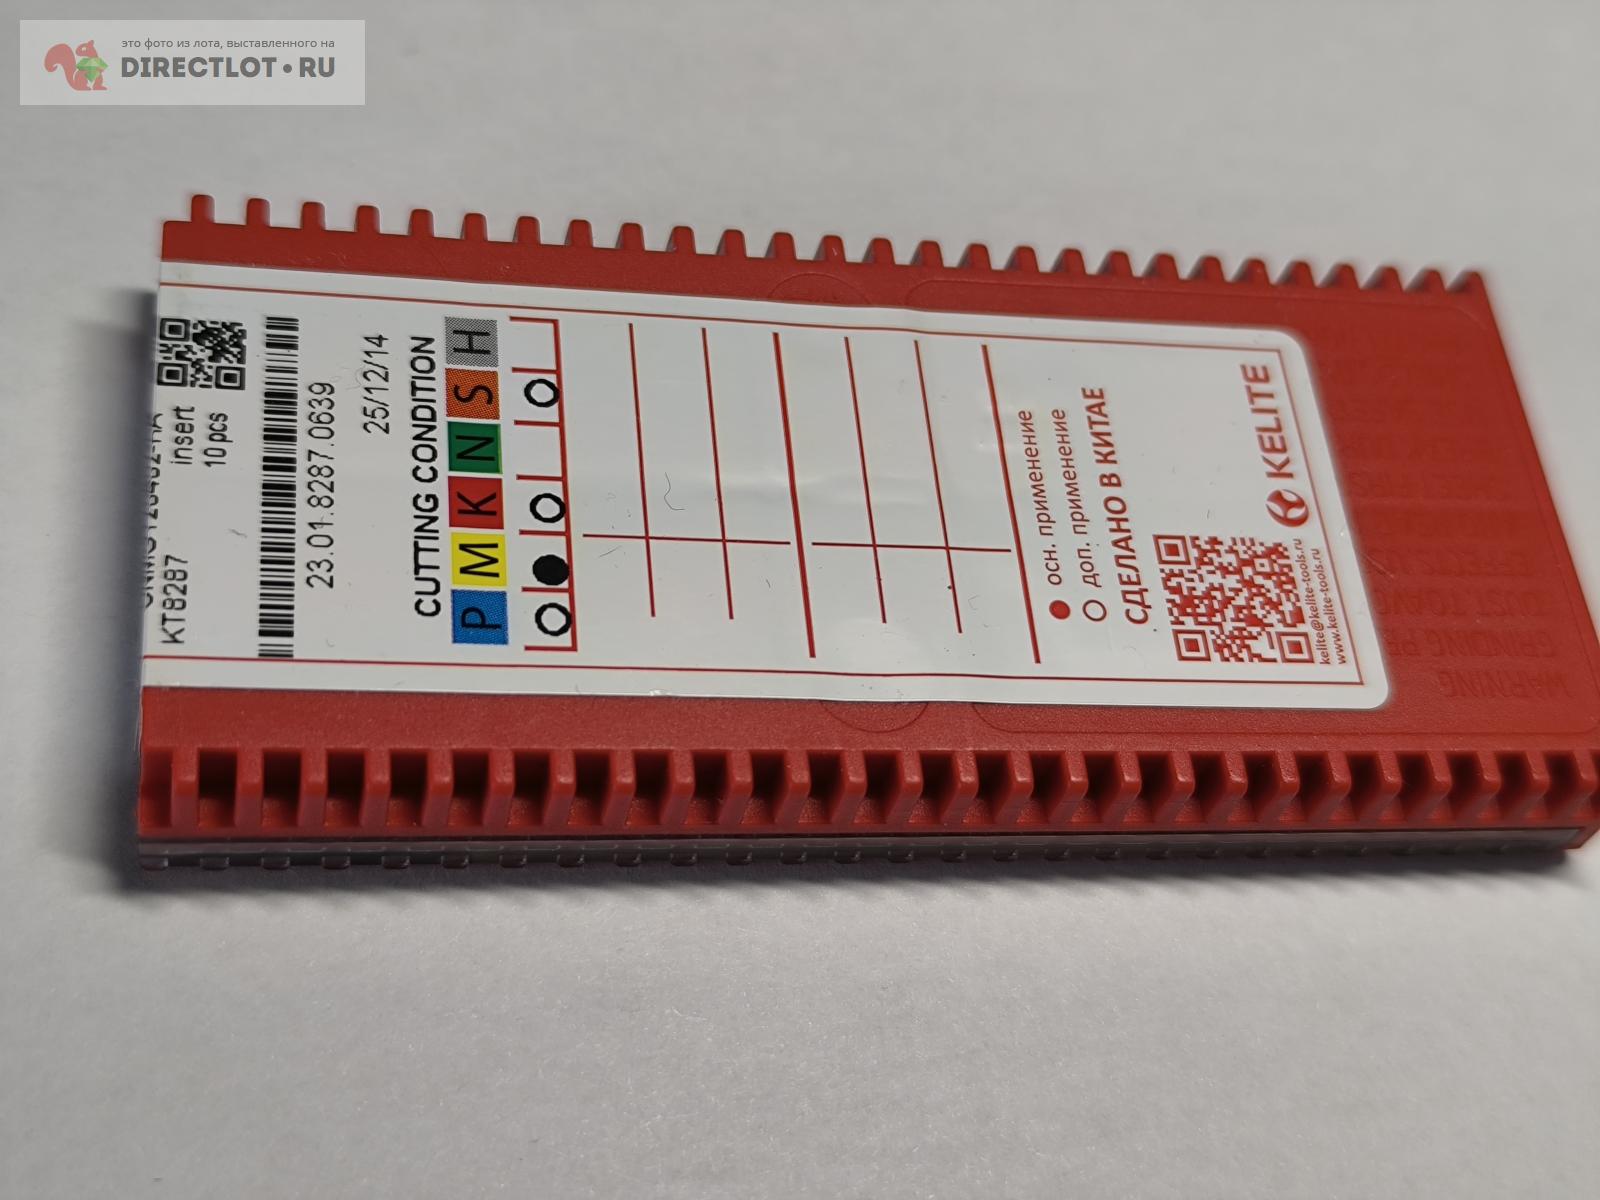 это фото из лота, выставленного на
DIRECTLOT.RU
insert
KT8287 10 pcs
23.01.8287.0639
25/12/14
CUTTING CONDITION
P M K N S H
осн. применение
доп. применение
СДЕЛАНО В КИТАЕ
KELITE
kelite@kelite-tools.ru
www.kelite-tools.ru
WARNING